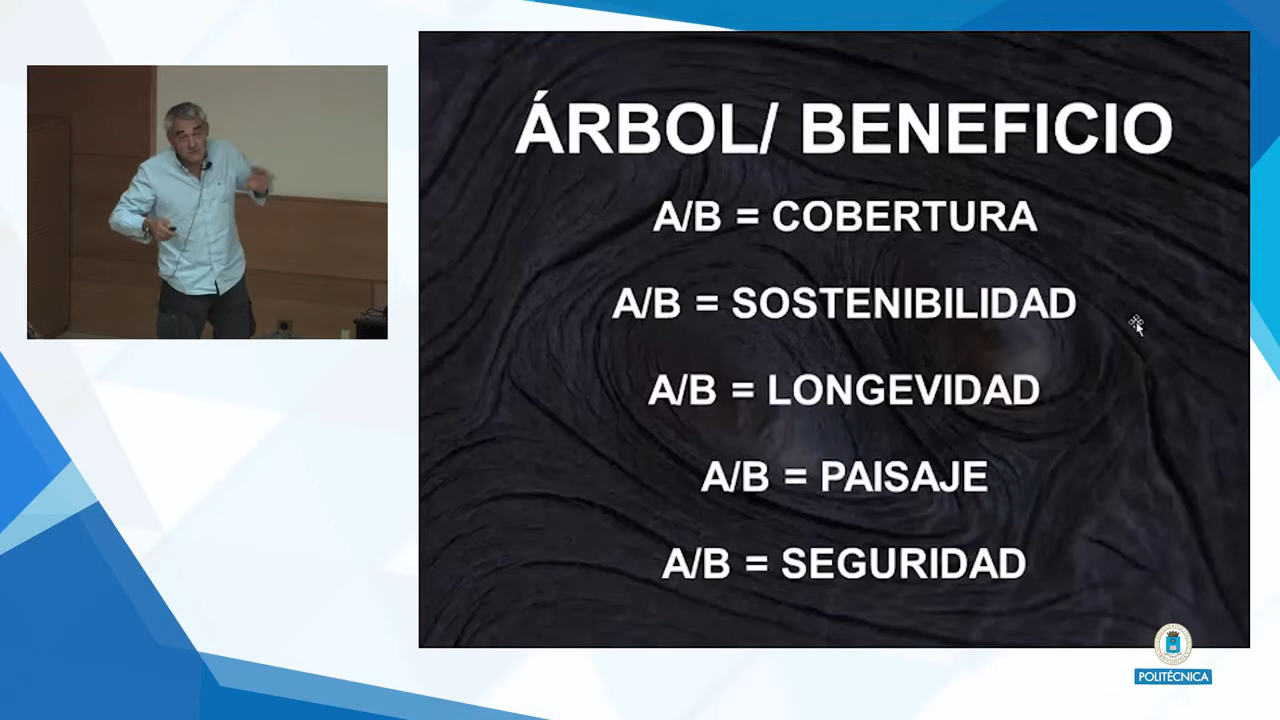 ÁRBOL/ BENEFICIO
A/B = COBERTURA
A/B = SOSTENIBILIDAD
A/B = LONGEVIDAD
A/B = PAISAJE
A/B = SEGURIDAD
POLITÉCNICA